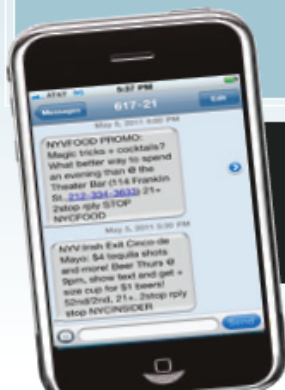 AT&T 3G 5:37 PM
Messages 617-21 Edit
May 5, 2011 5:00 PM
NYVFOOD PROMO:
Magic tricks + cocktails?
What better way to spend
an evening than @ the
Theater Bar (114 Franklin
St, 212-334-3633) 21+
2stop rply STOP
NYCFOOD
May 5, 2011 5:00 PM
NYV:Irish Exit Cinco de
Mayo: $4 tequila shots
and more! Beer Thurs @
9pm, show text and get +
size cup for $1 beers!
52nd/2nd, 21+, 2stop rply
stop NYCINSIDER
Send